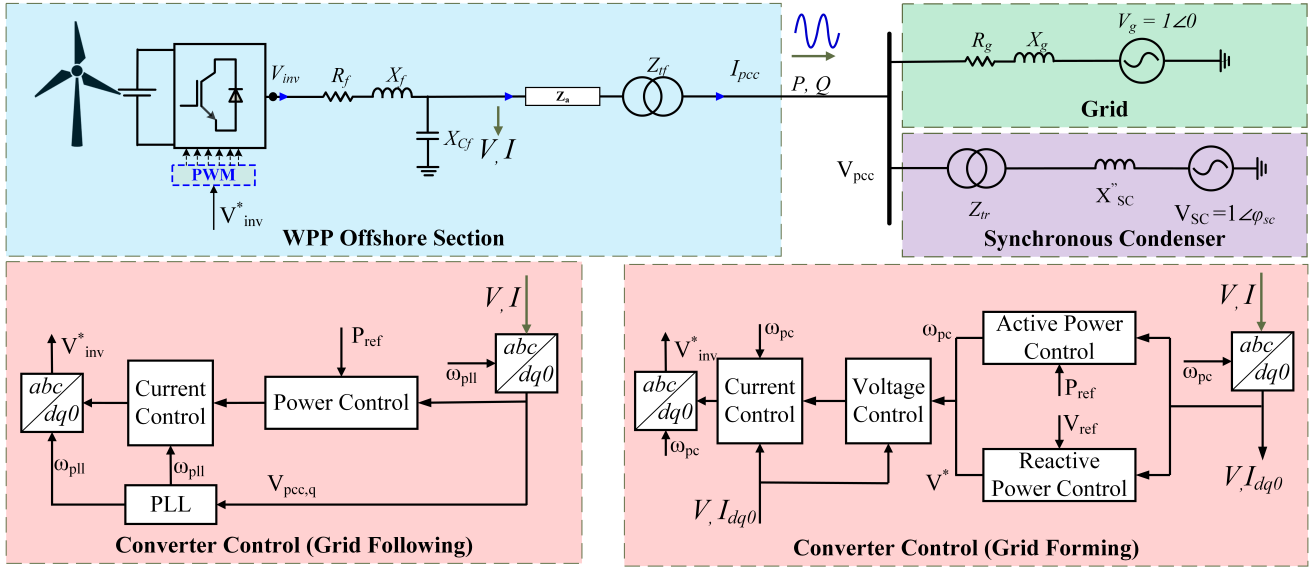 V_inv
R_f
X_f
X_Cf
V, I
Z_a
Z_tf
I_pcc
P, Q
PWM
V*_inv
WPP Offshore Section
V_g = 1∠0
R_g
X_g
Grid
V_pcc
Z_tr
X"_SC
V_SC =1∠φ_sc
Synchronous Condenser
V, I
V*_inv
P_ref
abc
dq0
ω_pll
abc
dq0
Current
Control
Power Control
ω_pll
ω_pll
V_pcc,q
PLL
Converter Control (Grid Following)
V, I
ω_pc
V*_inv
ω_pc
Active Power
Control
abc
dq0
ω_pc
abc
dq0
Current
Control
Voltage
Control
P_ref
V_ref
ω_pc
V*
Reactive
Power Control
V, I_dq0
V, I_dq0
Converter Control (Grid Forming)